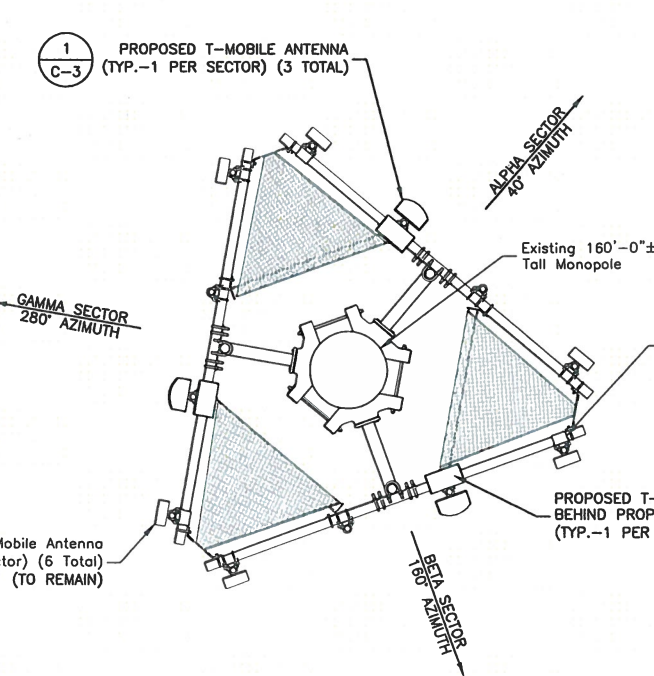 1
C-3
PROPOSED T-MOBILE ANTENNA
(TYP.-1 PER SECTOR) (3 TOTAL)
ALPHA SECTOR
40° AZIMUTH
Existing 160'-0"±
Tall Monopole
GAMMA SECTOR
280° AZIMUTH
PROPOSED T-
BEHIND PROP
(TYP.-1 PER
Mobile Antenna
ctor) (6 Total)
(TO REMAIN)
BETA SECTOR
160° AZIMUTH